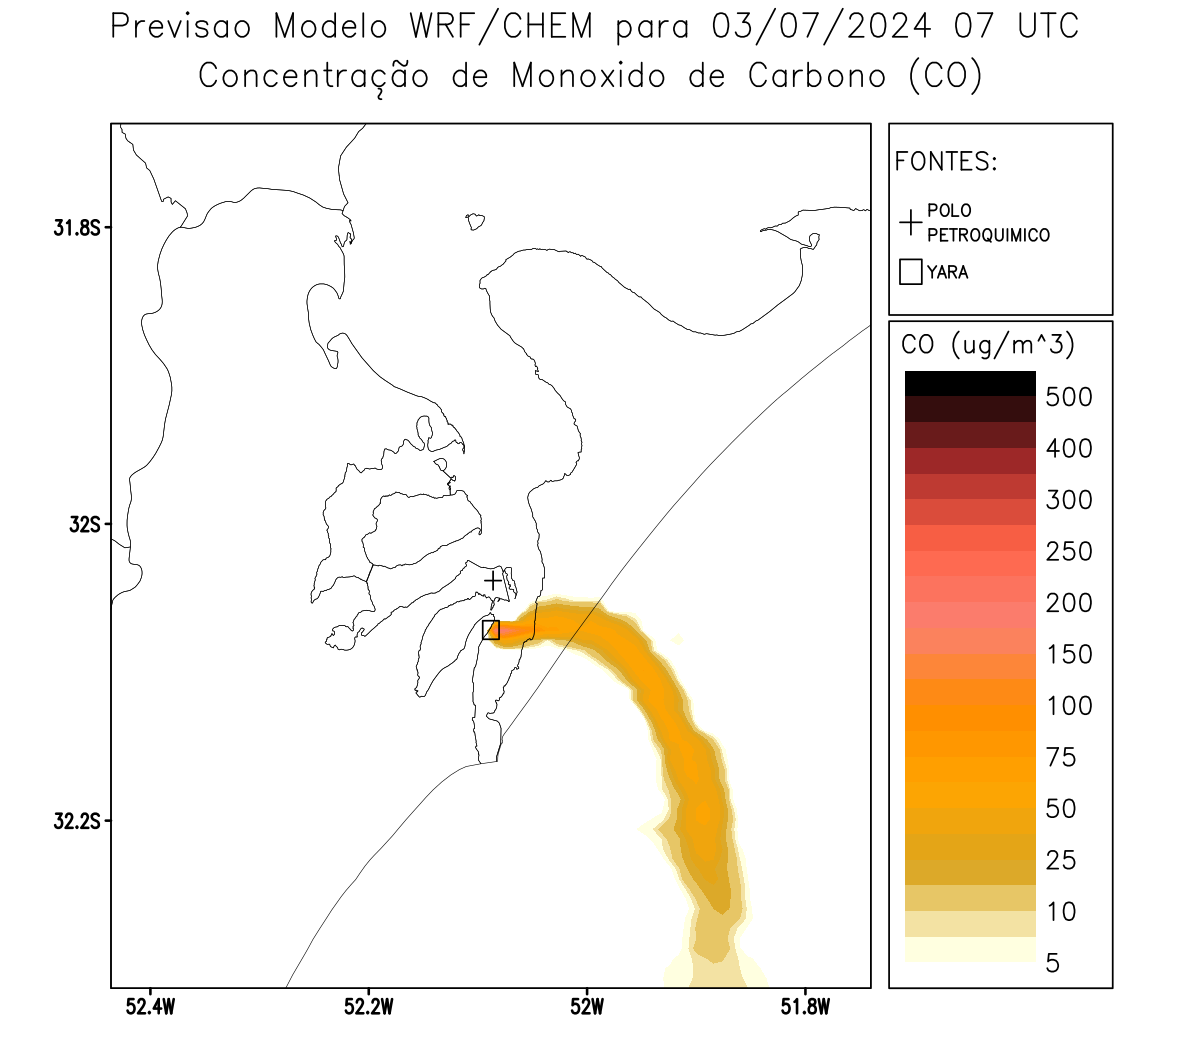 Previsao Modelo WRF/CHEM para 03/07/2024 07 UTC
Concentração de Monoxido de Carbono (CO)
FONTES:
POLO
PETROQUIMICO
YARA
CO (ug/m^3)
500
400
300
250
200
150
100
75
50
25
10
5
31.8S
32S
32.2S
52.4W
52.2W
52W
51.8W